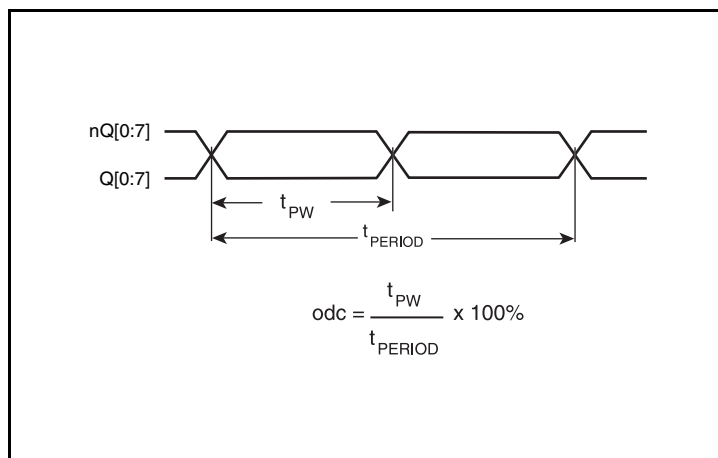 nQ[0:7]
Q[0:7]
tPW
tPERIOD
odc = tPW / tPERIOD x 100%